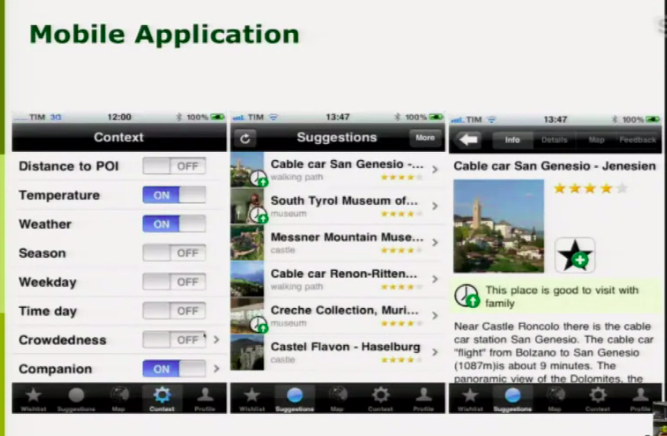 Mobile Application
TIM 3G 12:00 100%
Context
Distance to POI OFF
Temperature ON
Weather ON
Season OFF
Weekday OFF
Time day OFF
Crowdedness OFF
Companion ON
Wishlist Suggestions Map Context Profile
TIM 13:47 100%
Suggestions More
Cable car San Genesio -...
walking path
South Tyrol Museum of...
museum
Messner Mountain Muse...
castle
Cable car Renon-Ritten...
walking path
Creche Collection, Muri...
museum
Castel Flavon - Haselburg
castle
Wishlist Suggestions Map Context Profile
TIM 13:47 100%
Info Details Map Feedback
Cable car San Genesio - Jenesien
This place is good to visit with
family
Near Castle Roncolo there is the cable
car station San Genesio. The cable car
"flight" from Bolzano to San Genesio
(1087m)is about 9 minutes. The
panoramic view of the Dolomites, the
Wishlist Suggestions Map Context Profile